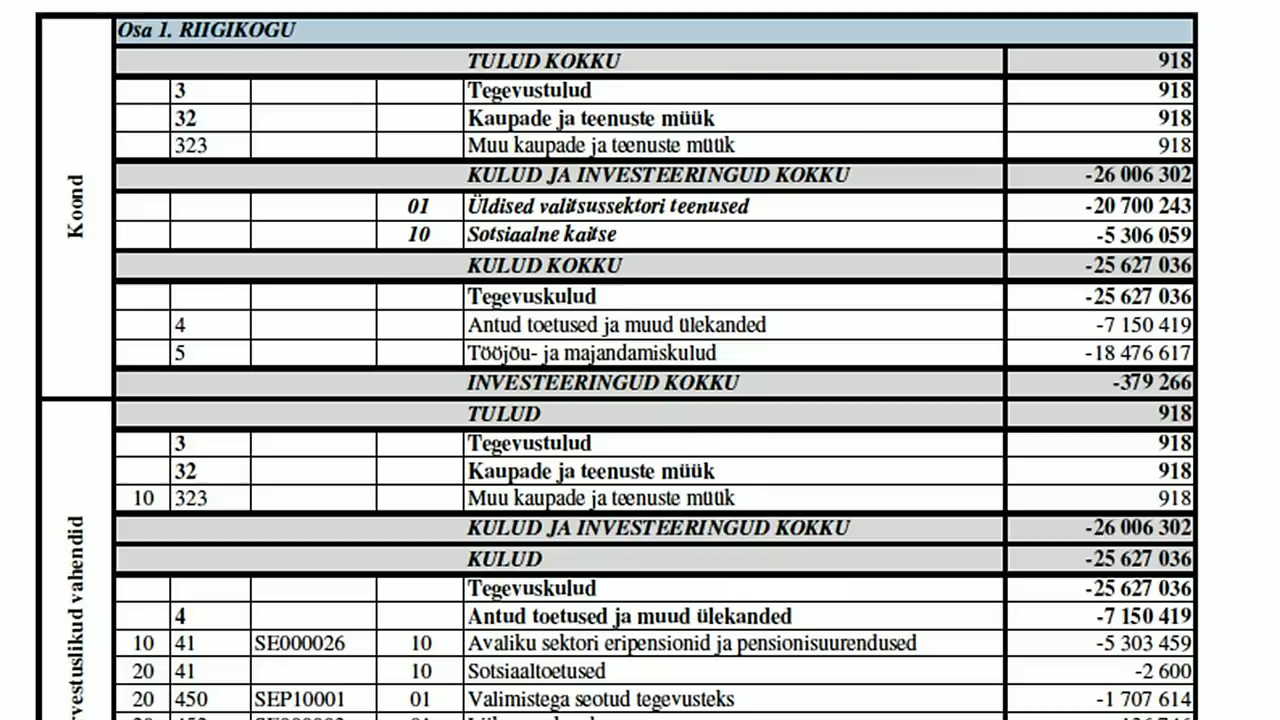 Osa 1. RIIGIKOGU
Koond
TULUD KOKKU 918
3 Tegevustulud 918
32 Kaupade ja teenuste müük 918
323 Muu kaupade ja teenuste müük 918
KULUD JA INVESTEERINGUD KOKKU -26 006 302
01 Üldised valitsussektori teenused -20 700 243
10 Sotsiaalne kaitse -5 306 059
KULUD KOKKU -25 627 036
Tegevuskulud -25 627 036
4 Antud toetused ja muud ülekanded -7 150 419
5 Tööjõu- ja majandamiskulud -18 476 617
INVESTEERINGUD KOKKU -379 266
TULUD 918
3 Tegevustulud 918
32 Kaupade ja teenuste müük 918
10 323 Muu kaupade ja teenuste müük 918
KULUD JA INVESTEERINGUD KOKKU -26 006 302
vahendid
KULUD -25 627 036
Tegevuskulud -25 627 036
4 Antud toetused ja muud ülekanded -7 150 419
10 41 SE000026 10 Avaliku sektori eripensionid ja pensionisuurendused -5 303 459
20 41 10 Sotsiaaltoetused -2 600
20 450 SEP10001 01 Valimistega seotud tegevusteks -1 707 614